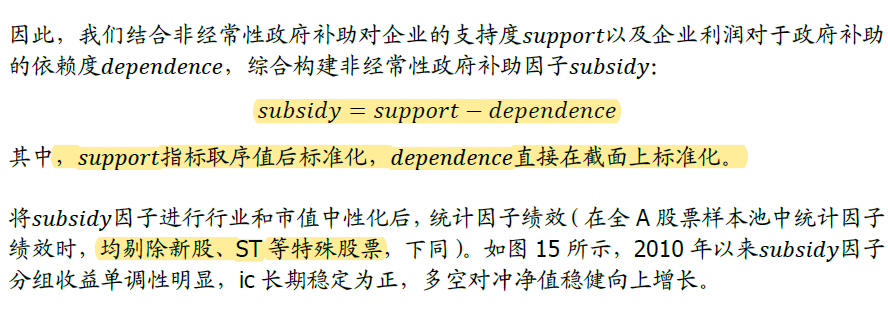 因此，我们结合非经常性政府补助对企业的支持度support以及企业利润对于政府补助
的依赖度dependence，综合构建非经常性政府补助因子subsidy：
subsidy = support − dependence
其中，support指标取序值后标准化，dependence直接在截面上标准化。
将subsidy因子进行行业和市值中性化后，统计因子绩效（在全 A 股票样本池中统计因子
绩效时，均剔除新股、ST 等特殊股票，下同）。如图 15 所示，2010 年以来subsidy因子
分组收益单调性明显，ic 长期稳定为正，多空对冲净值稳健向上增长。